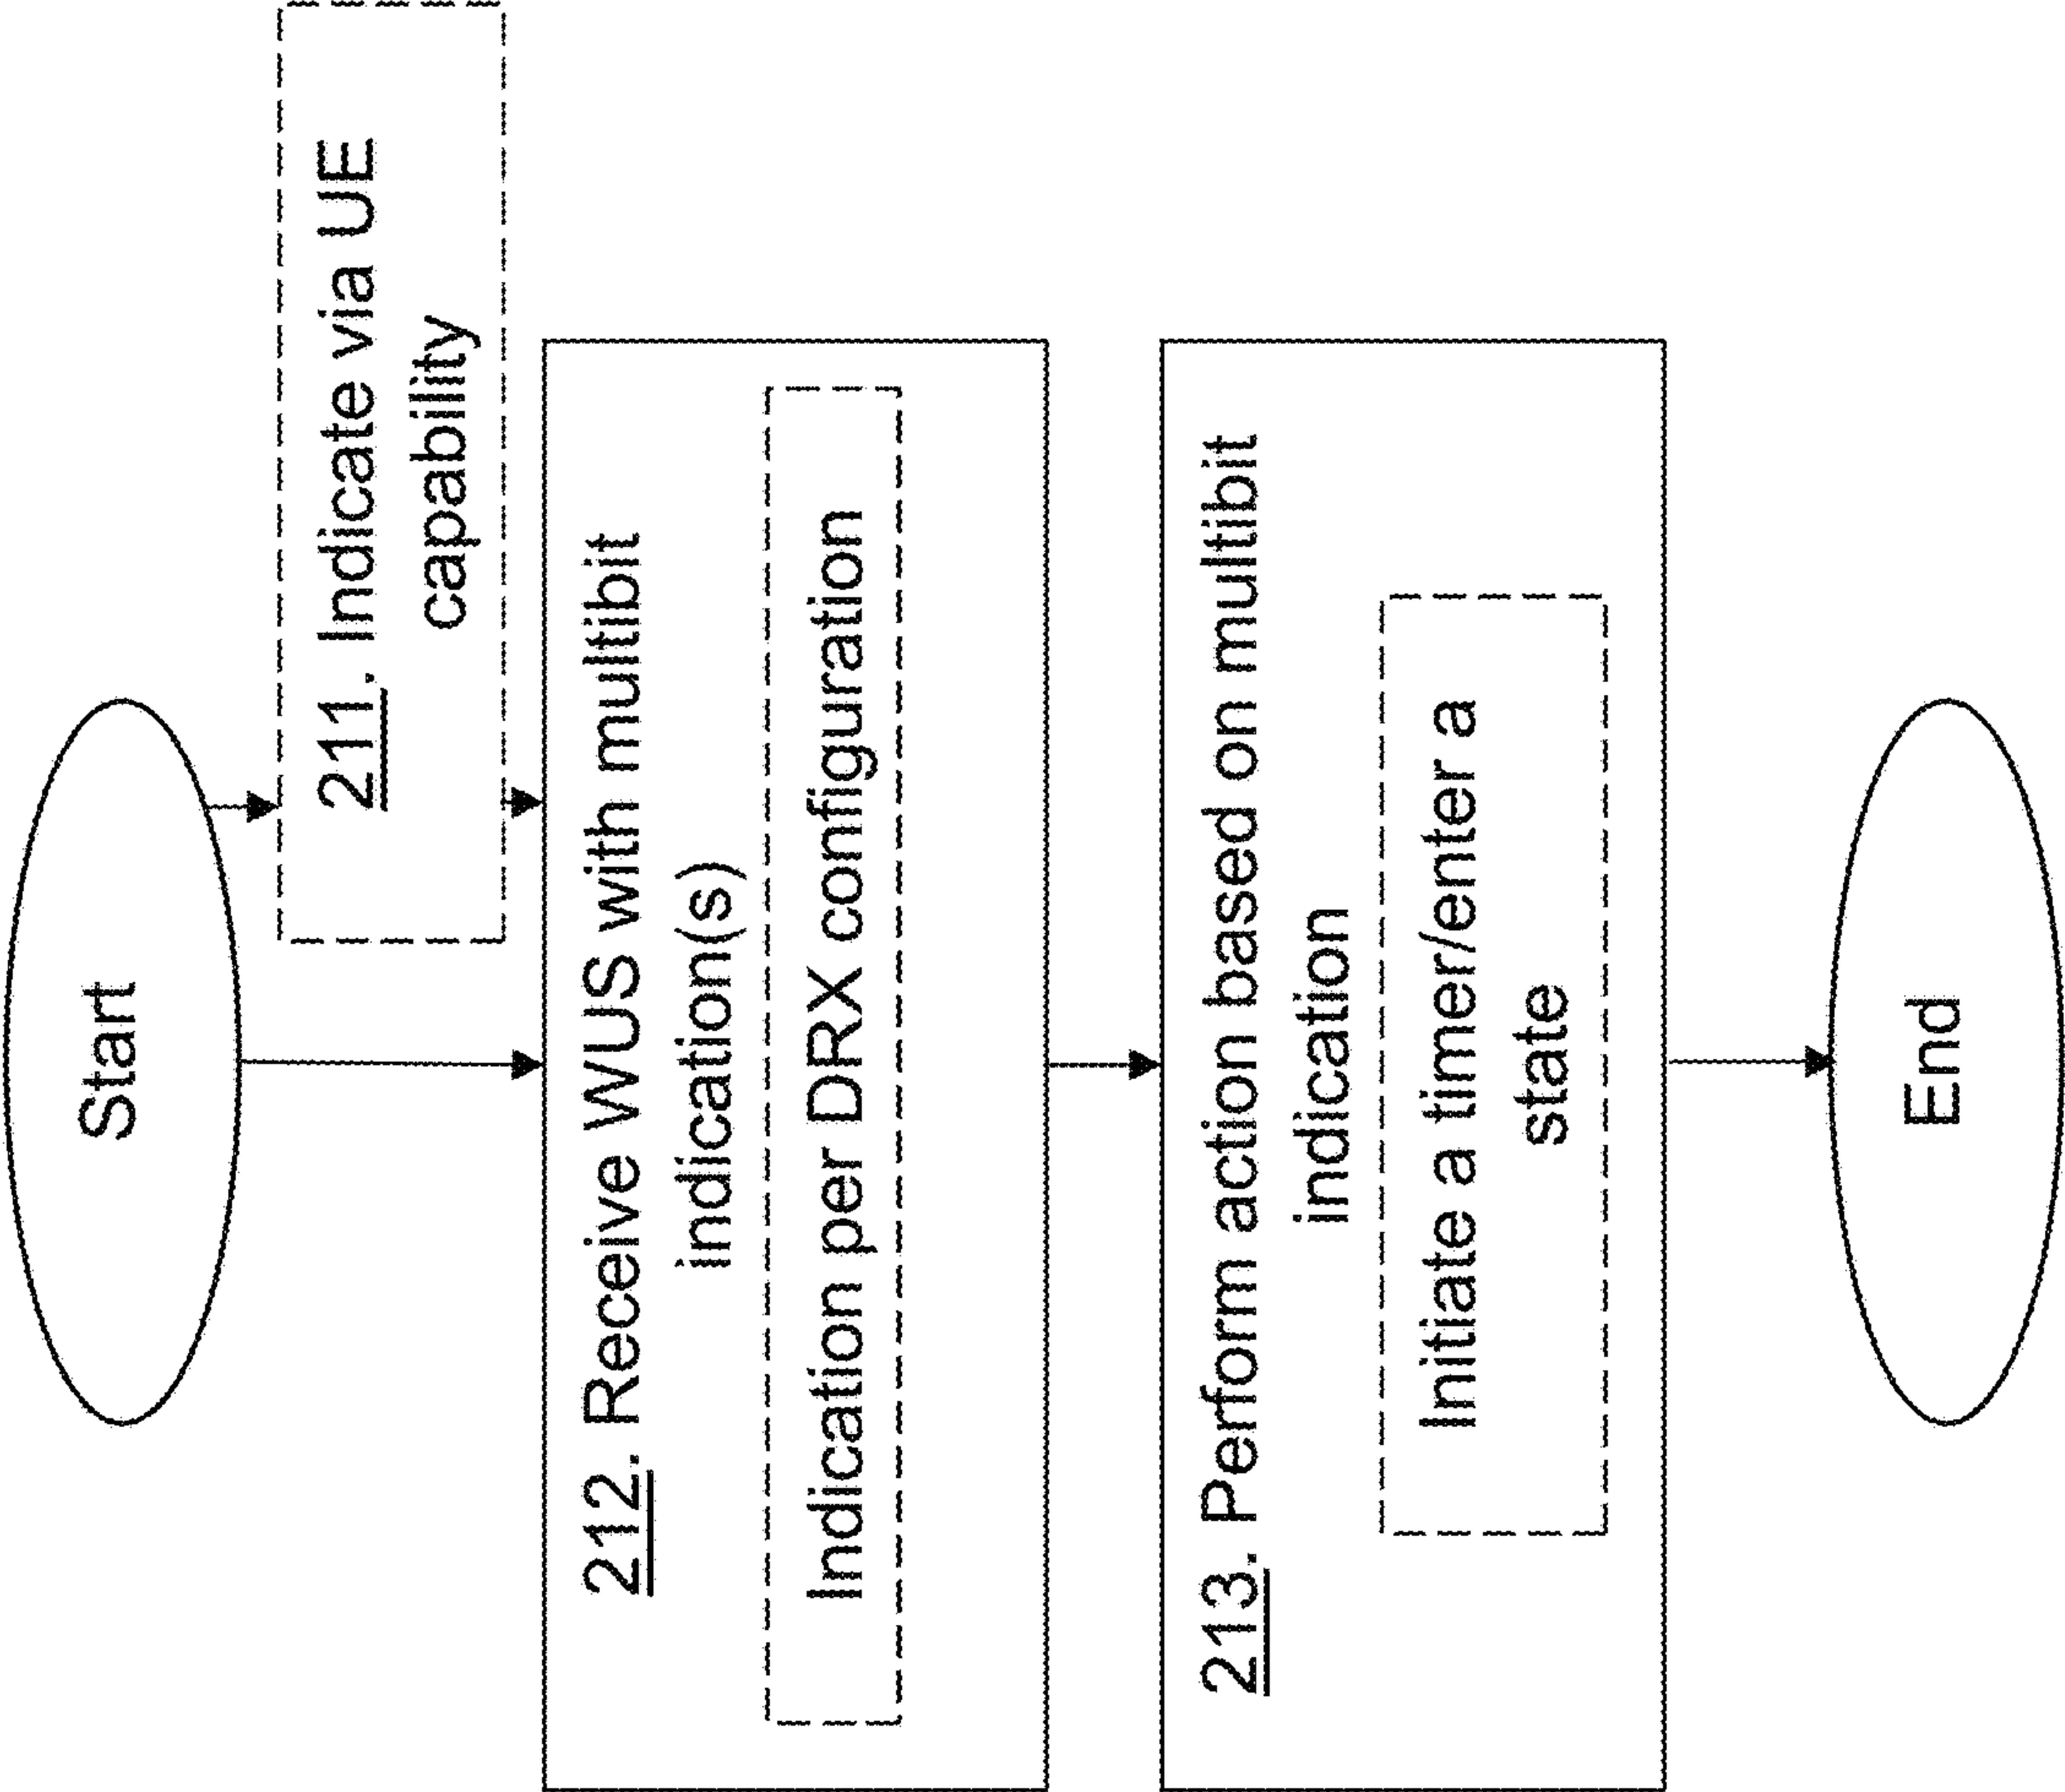 Start
211. Indicate via UE
capability
212. Receive WUS with multibit
indication(s)
Indication per DRX configuration
213. Perform action based on multibit
indication
Initiate a timer/enter a
state
End